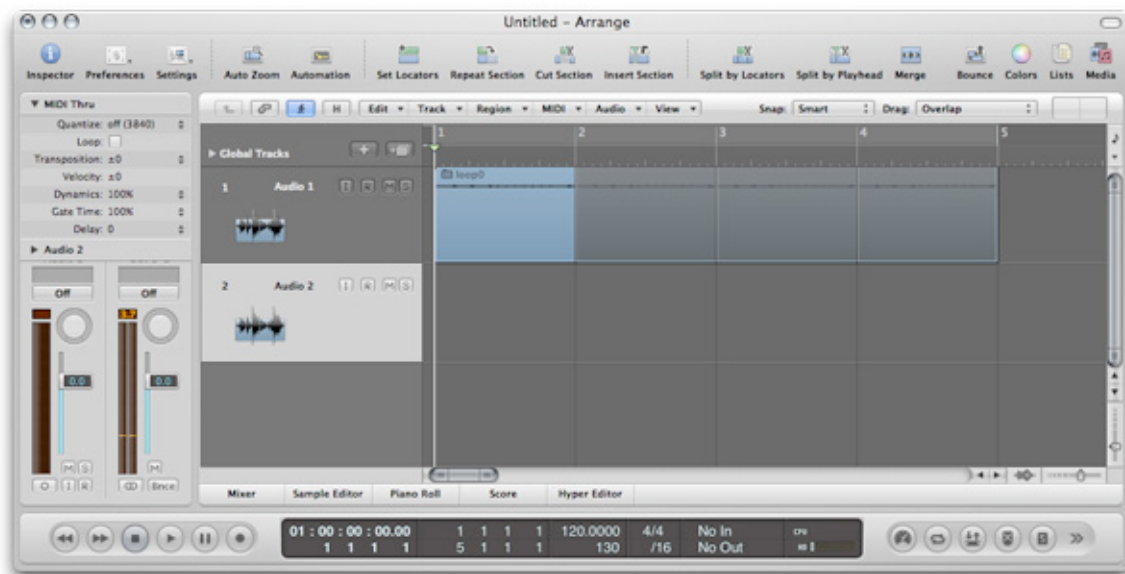 Untitled – Arrange
Inspector Preferences Settings Auto Zoom Automation Set Locators Repeat Section Cut Section Insert Section Split by Locators Split by Playhead Merge Bounce Colors Lists Media
▼ MIDI Thru
Quantize: off (3840)
Loop:
Transposition: ±0
Velocity: ±0
Dynamics: 100%
Gate Time: 100%
Delay: 0
▶ Audio 2
Off Off
0.0 0.0
M S M
I R Bnce
H Edit Track Region MIDI Audio View Snap: Smart Drag: Overlap
1 2 3 4 5
▶ Global Tracks
1 Audio 1 I R M S
loop0
2 Audio 2 I R M S
Mixer Sample Editor Piano Roll Score Hyper Editor
01 : 00 : 00 : 00.00 1 1 1 1 120.0000 4/4 No In CPU
1 1 1 1 5 1 1 1 130 /16 No Out HD